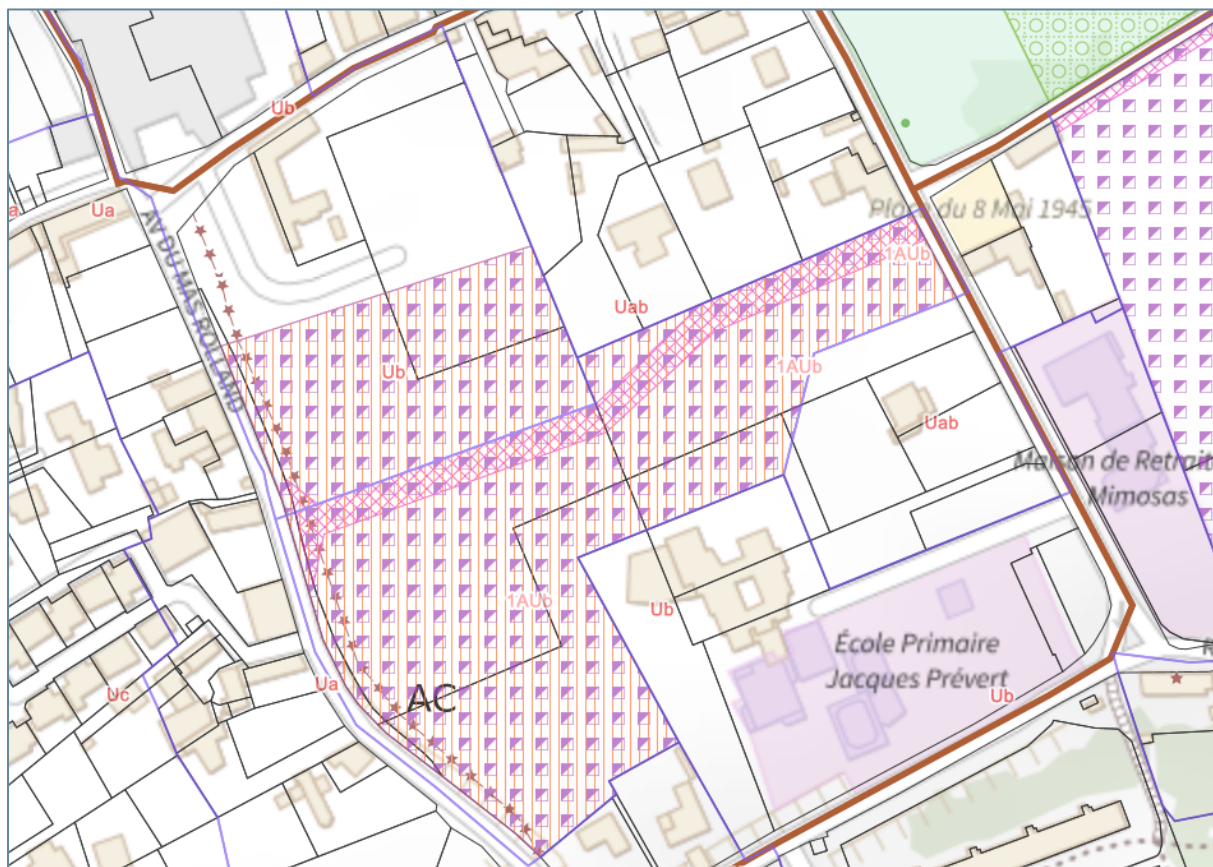 Ub
a
Ua
AV DU MAS ROLLAND
Place du 8 Mai 1945
1AUb
Uab
1AUb
Ub
Uab
Maison de Retrait
Mimosas
1AUb
Ub
École Primaire
Jacques Prévert
R
Uc
Ua
AC
Ub